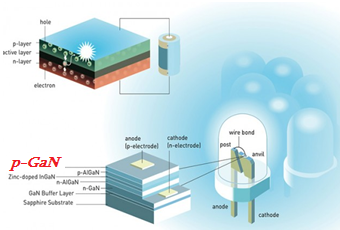 hole
p-layer
active layer
n-layer
electron
anode
[p-electrode]
cathode
[n-electrode]
p-GaN
p-AlGaN
Zinc-doped InGaN
n-AlGaN
n-GaN
GaN Buffer Layer
Sapphire Substrate
wire bond
post
anvil
anode
cathode